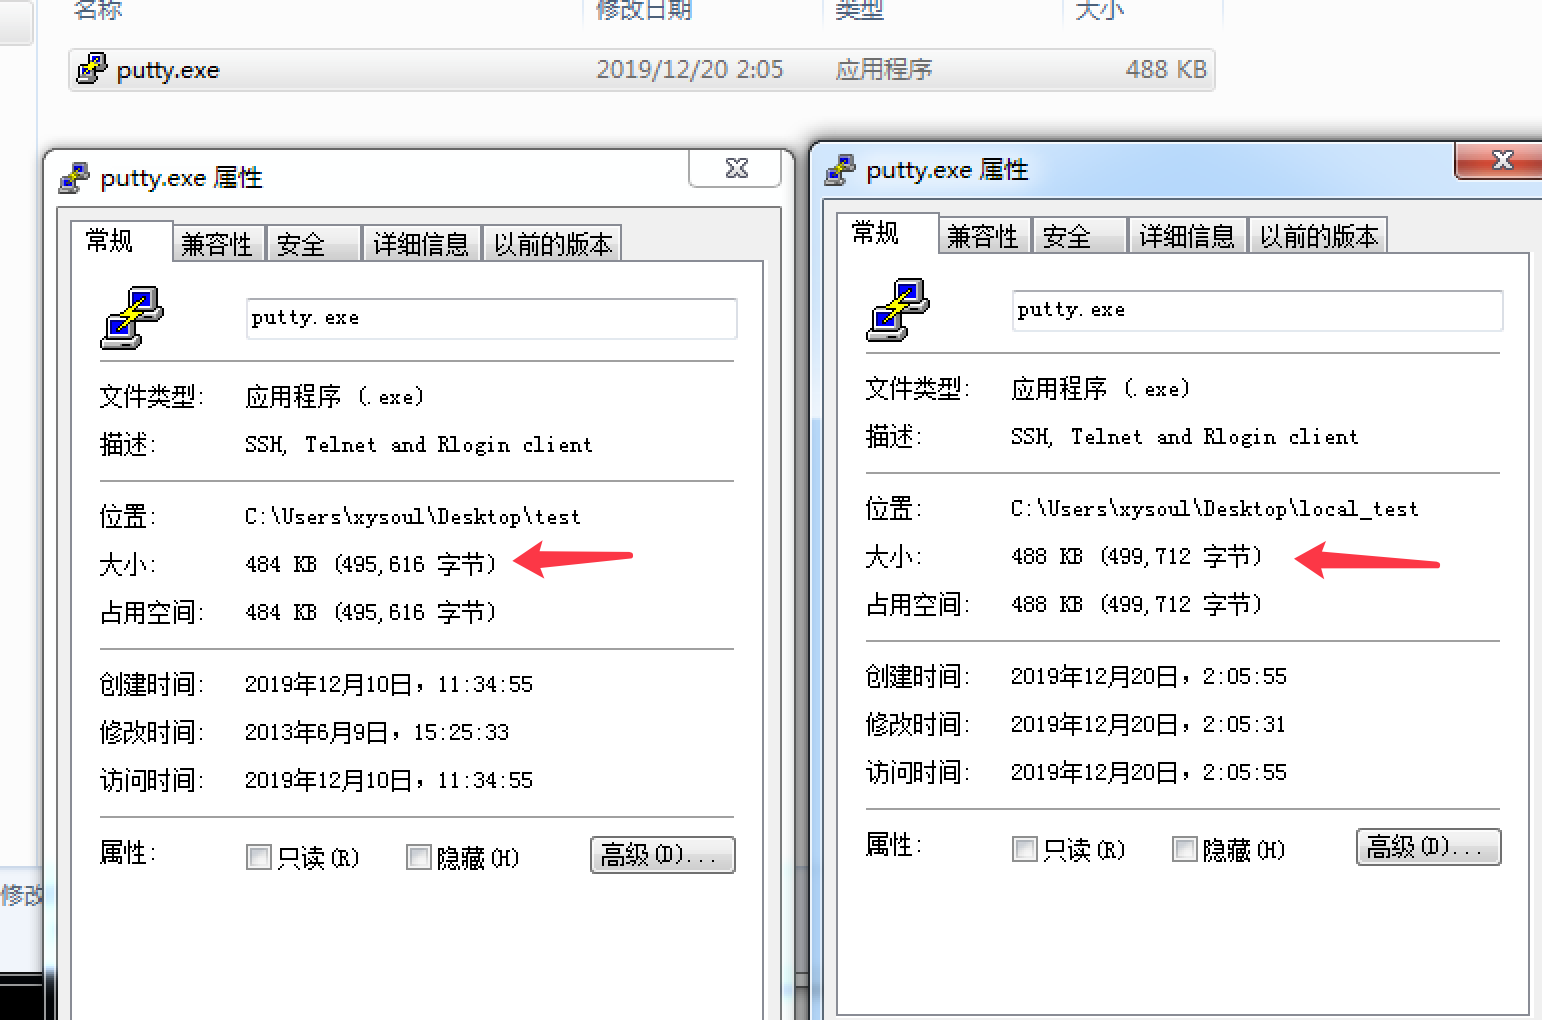 名称 修改日期 类型 大小
putty.exe 2019/12/20 2:05 应用程序 488 KB
putty.exe 属性
常规 兼容性 安全 详细信息 以前的版本
putty.exe
文件类型: 应用程序 (.exe)
描述: SSH, Telnet and Rlogin client
位置: C:\Users\xysoul\Desktop\test
大小: 484 KB (495,616 字节)
占用空间: 484 KB (495,616 字节)
创建时间: 2019年12月10日，11:34:55
修改时间: 2013年6月9日，15:25:33
访问时间: 2019年12月10日，11:34:55
属性: 只读(R) 隐藏(H) 高级(D)...
putty.exe 属性
常规 兼容性 安全 详细信息 以前的版本
putty.exe
文件类型: 应用程序 (.exe)
描述: SSH, Telnet and Rlogin client
位置: C:\Users\xysoul\Desktop\local_test
大小: 488 KB (499,712 字节)
占用空间: 488 KB (499,712 字节)
创建时间: 2019年12月20日，2:05:55
修改时间: 2019年12月20日，2:05:31
访问时间: 2019年12月20日，2:05:55
属性: 只读(R) 隐藏(H) 高级(D)...
修改